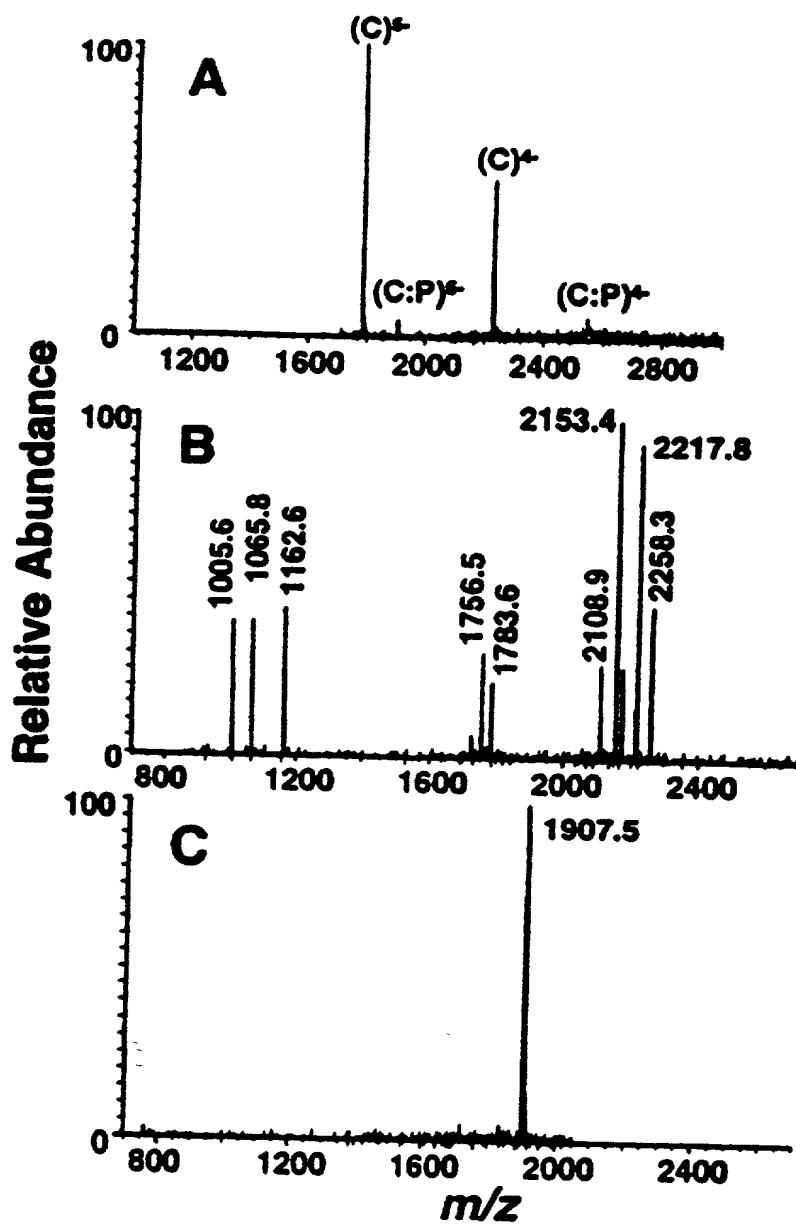 (C)⁵⁻
100
A
(C)⁴⁻
(C:P)⁵⁻
(C:P)⁴⁻
0
1200 1600 2000 2400 2800
Relative Abundance
100
B
1005.6
1065.8
1162.6
1756.5
1783.6
2108.9
2153.4
2217.8
2258.3
0
800 1200 1600 2000 2400
100
C
1907.5
0
800 1200 1600 2000 2400
m/z